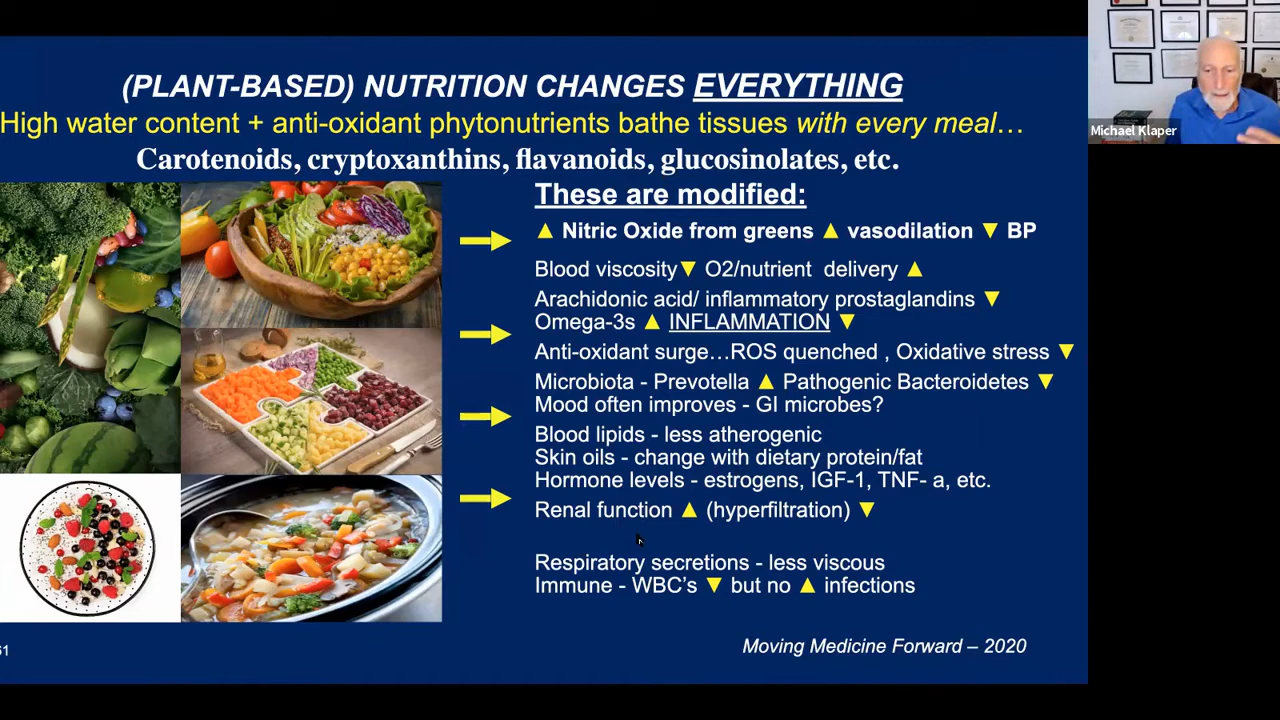 (PLANT-BASED) NUTRITION CHANGES EVERYTHING
High water content + anti-oxidant phytonutrients bathe tissues with every meal…
Carotenoids, cryptoxanthins, flavanoids, glucosinolates, etc.
These are modified:
▲ Nitric Oxide from greens ▲ vasodilation ▼ BP
Blood viscosity▼ O2/nutrient delivery ▲
Arachidonic acid/ inflammatory prostaglandins ▼
Omega-3s ▲ INFLAMMATION ▼
Anti-oxidant surge…ROS quenched , Oxidative stress ▼
Microbiota - Prevotella ▲ Pathogenic Bacteroidetes ▼
Mood often improves - GI microbes?
Blood lipids - less atherogenic
Skin oils - change with dietary protein/fat
Hormone levels - estrogens, IGF-1, TNF- a, etc.
Renal function ▲ (hyperfiltration) ▼
Respiratory secretions - less viscous
Immune - WBC’s ▼ but no ▲ infections
Moving Medicine Forward – 2020
Michael Klaper